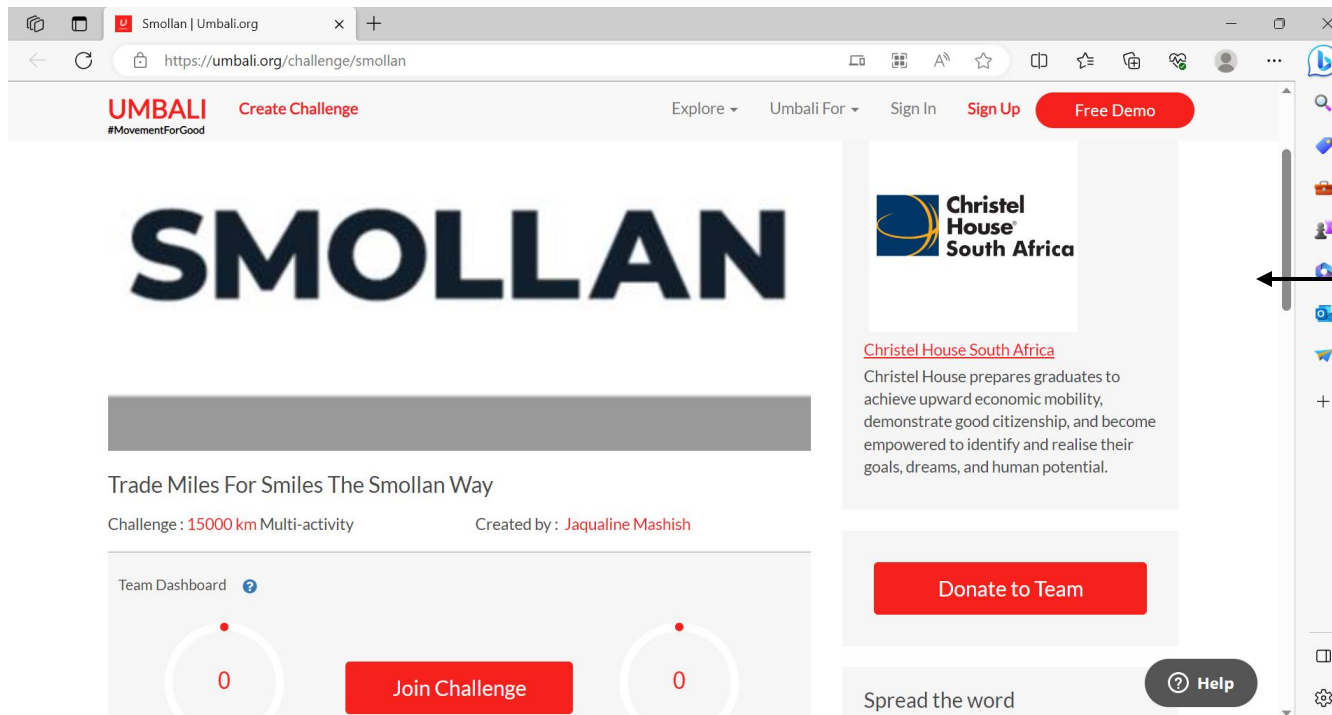 Smollan | Umbali.org
https://umbali.org/challenge/smollan
UMBALI
#MovementForGood
Create Challenge
Explore
Umbali For
Sign In
Sign Up
Free Demo
SMOLLAN
Trade Miles For Smiles The Smollan Way
Challenge : 15000 km Multi-activity
Created by : Jaqualine Mashish
Team Dashboard
0
Join Challenge
0
Christel
House®
South Africa
Christel House South Africa
Christel House prepares graduates to
achieve upward economic mobility,
demonstrate good citizenship, and become
empowered to identify and realise their
goals, dreams, and human potential.
Donate to Team
Spread the word
Help